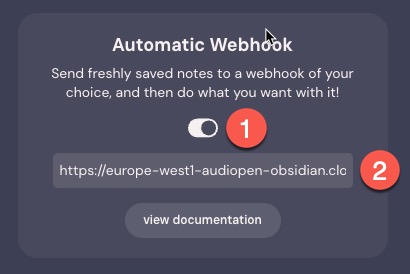 Automatic Webhook
Send freshly saved notes to a webhook of your
choice, and then do what you want with it!
1
https://europe-west1-audiopen-obsidian.clo
2
view documentation